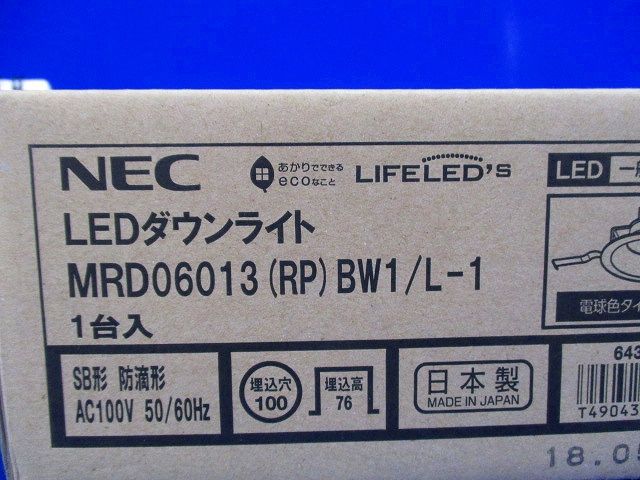 NEC
あかりでできる
ecoなこと
LIFELED'S
LED
LEDダウンライト
MRD06013(RP)BW1/L-1
1台入
電球色タイ
SB形 防滴形
AC100V 50/60Hz
埋込穴
100
埋込高
76
日本製
MADE IN JAPAN
643
T49043
18.05